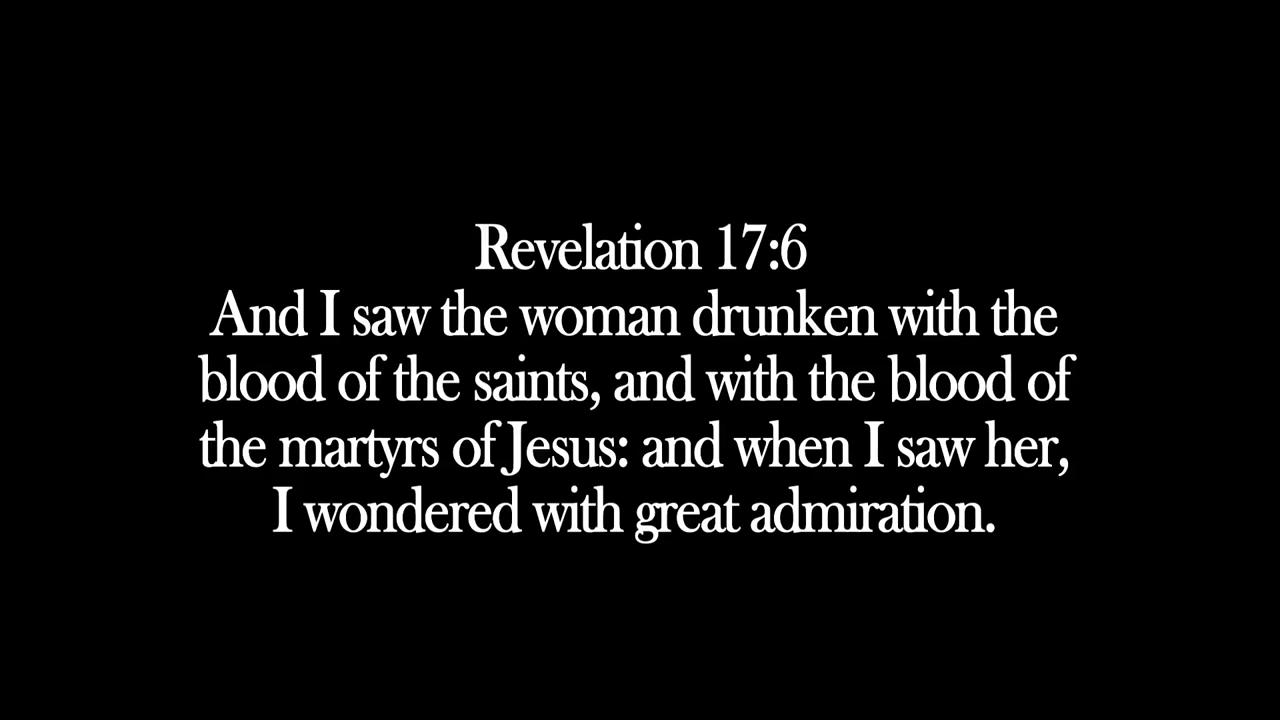 Revelation 17:6
And I saw the woman drunken with the
blood of the saints, and with the blood of
the martyrs of Jesus: and when I saw her,
I wondered with great admiration.